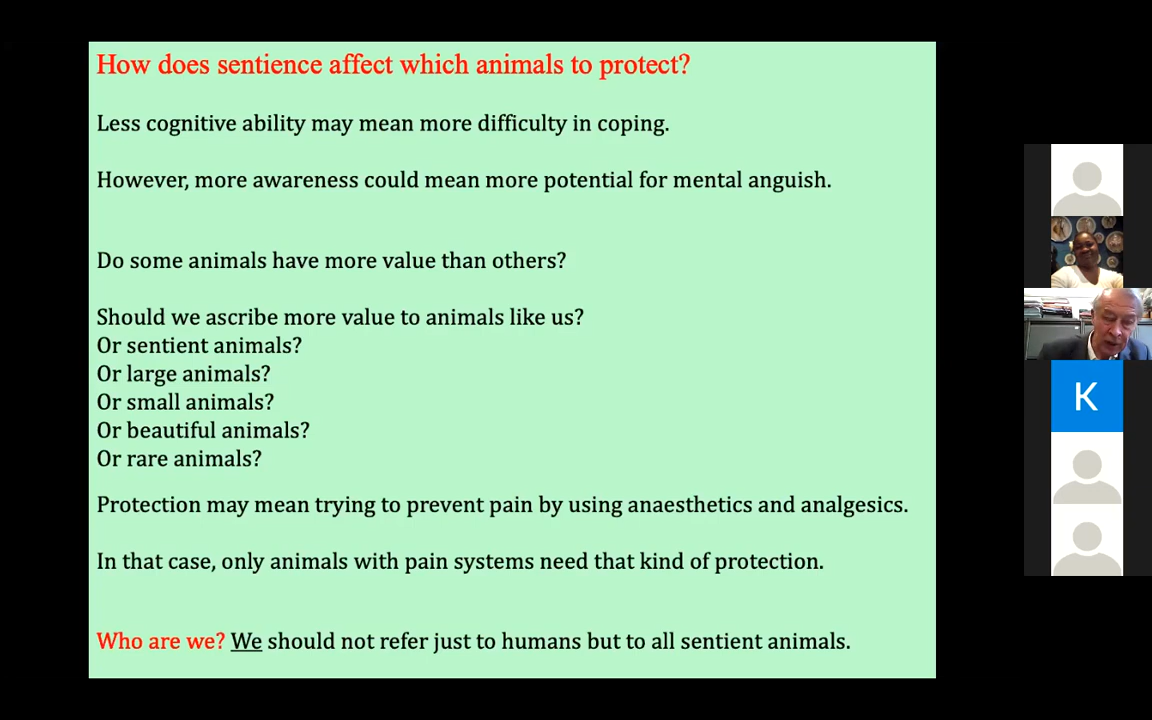 How does sentience affect which animals to protect?
Less cognitive ability may mean more difficulty in coping.
However, more awareness could mean more potential for mental anguish.
Do some animals have more value than others?
Should we ascribe more value to animals like us?
Or sentient animals?
Or large animals?
Or small animals?
Or beautiful animals?
Or rare animals?
Protection may mean trying to prevent pain by using anaesthetics and analgesics.
In that case, only animals with pain systems need that kind of protection.
Who are we? We should not refer just to humans but to all sentient animals.
K